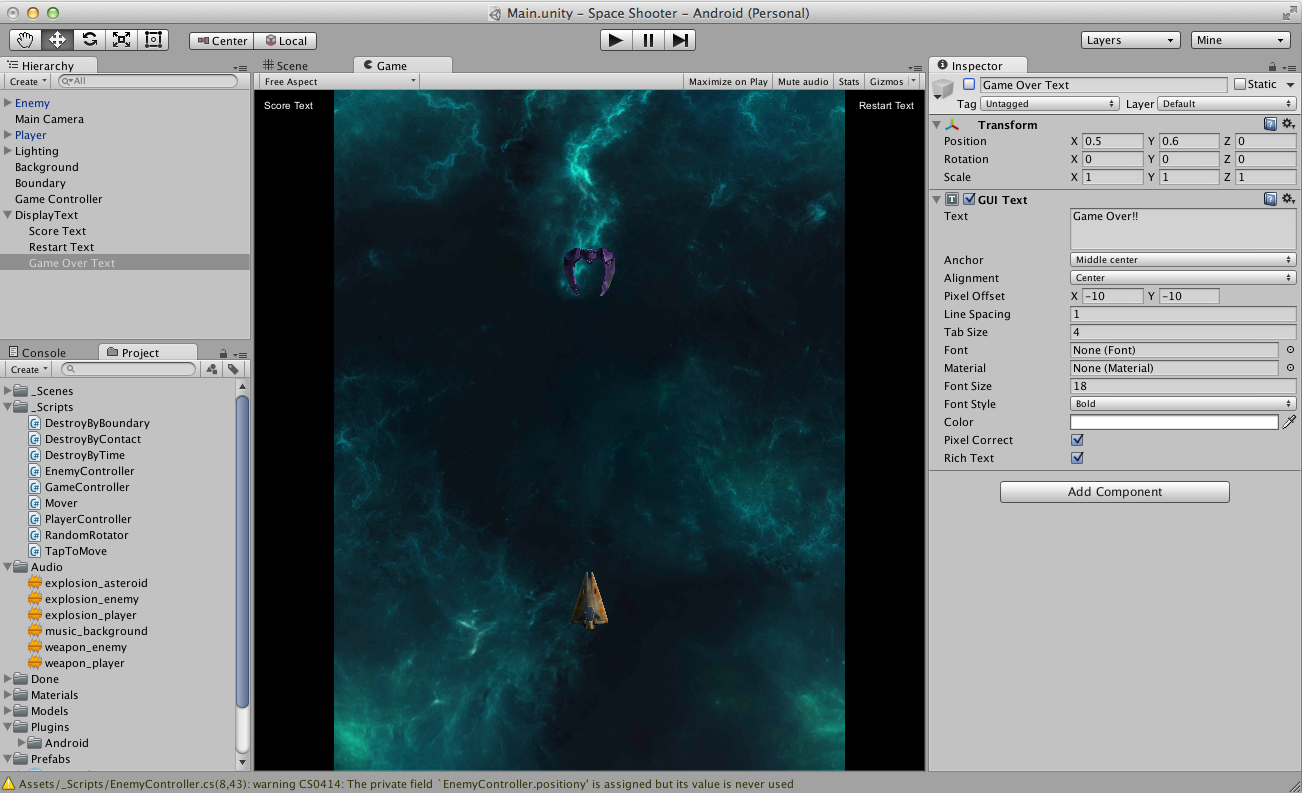 Main.unity – Space Shooter – Android (Personal)
Center Local
Layers Mine
Hierarchy
Create All
Enemy
Main Camera
Player
Lighting
Background
Boundary
Game Controller
DisplayText
Score Text
Restart Text
Game Over Text
Console Project
Create
_Scenes
_Scripts
DestroyByBoundary
DestroyByContact
DestroyByTime
EnemyController
GameController
Mover
PlayerController
RandomRotator
TapToMove
Audio
explosion_asteroid
explosion_enemy
explosion_player
music_background
weapon_enemy
weapon_player
Done
Materials
Models
Plugins
Android
Prefabs
Scene Game
Free Aspect Maximize on Play Mute audio Stats Gizmos
Score Text Restart Text
Inspector
Game Over Text Static
Tag Untagged Layer Default
Transform
Position X 0.5 Y 0.6 Z 0
Rotation X 0 Y 0 Z 0
Scale X 1 Y 1 Z 1
GUI Text
Text Game Over!!
Anchor Middle center
Alignment Center
Pixel Offset X -10 Y -10
Line Spacing 1
Tab Size 4
Font None (Font)
Material None (Material)
Font Size 18
Font Style Bold
Color
Pixel Correct
Rich Text
Add Component
Assets/_Scripts/EnemyController.cs(8,43): warning CS0414: The private field `EnemyController.positiony' is assigned but its value is never used